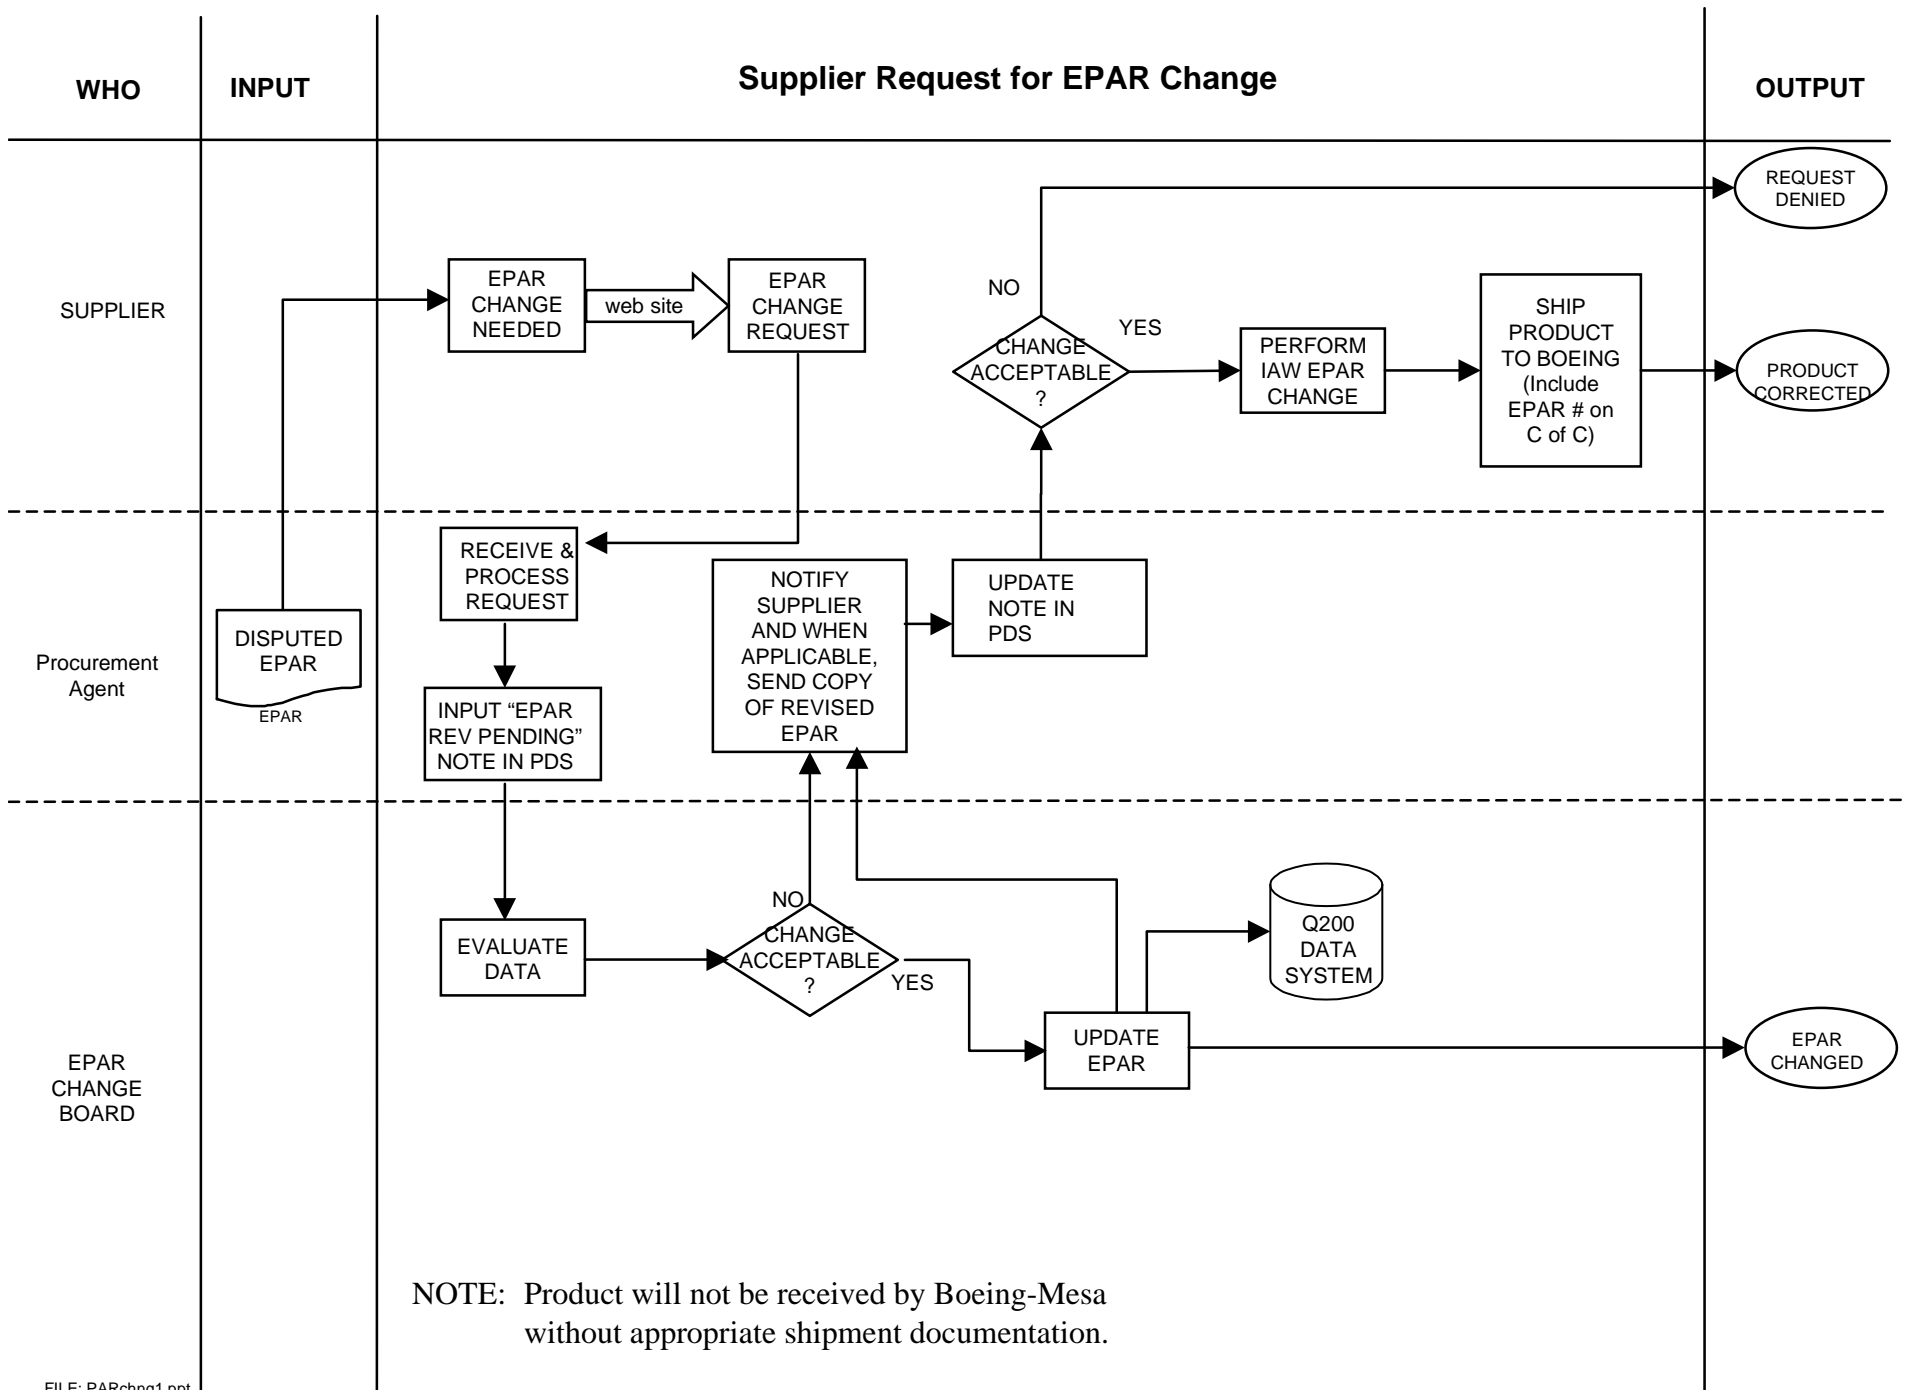 WHO
INPUT
Supplier Request for EPAR Change
OUTPUT
REQUEST
DENIED
SUPPLIER
EPAR
CHANGE
NEEDED
web site
EPAR
CHANGE
REQUEST
NO
CHANGE
ACCEPTABLE
?
YES
PERFORM
IAW EPAR
CHANGE
SHIP
PRODUCT
TO BOEING
(Include
EPAR # on
C of C)
PRODUCT
CORRECTED
Procurement
Agent
DISPUTED
EPAR
EPAR
RECEIVE &
PROCESS
REQUEST
INPUT “EPAR
REV PENDING”
NOTE IN PDS
NOTIFY
SUPPLIER
AND WHEN
APPLICABLE,
SEND COPY
OF REVISED
EPAR
UPDATE
NOTE IN
PDS
EPAR
CHANGE
BOARD
EVALUATE
DATA
NO
CHANGE
ACCEPTABLE
?
YES
UPDATE
EPAR
Q200
DATA
SYSTEM
EPAR
CHANGED
NOTE: Product will not be received by Boeing-Mesa
without appropriate shipment documentation.
FILE: PARchng1.ppt